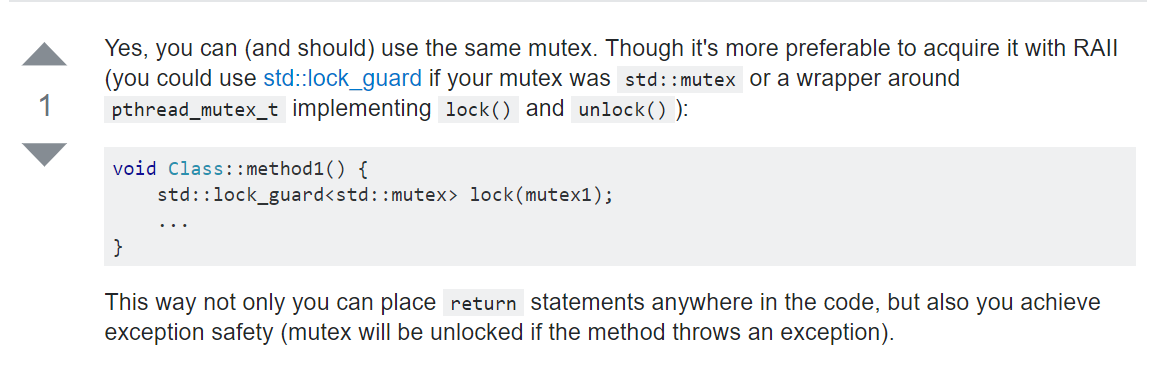 Yes, you can (and should) use the same mutex. Though it's more preferable to acquire it with RAII
(you could use std::lock_guard if your mutex was std::mutex or a wrapper around
1
pthread_mutex_t implementing lock() and unlock() ):
void Class::method1() {
    std::lock_guard<std::mutex> lock(mutex1);
    ...
}
This way not only you can place return statements anywhere in the code, but also you achieve
exception safety (mutex will be unlocked if the method throws an exception).